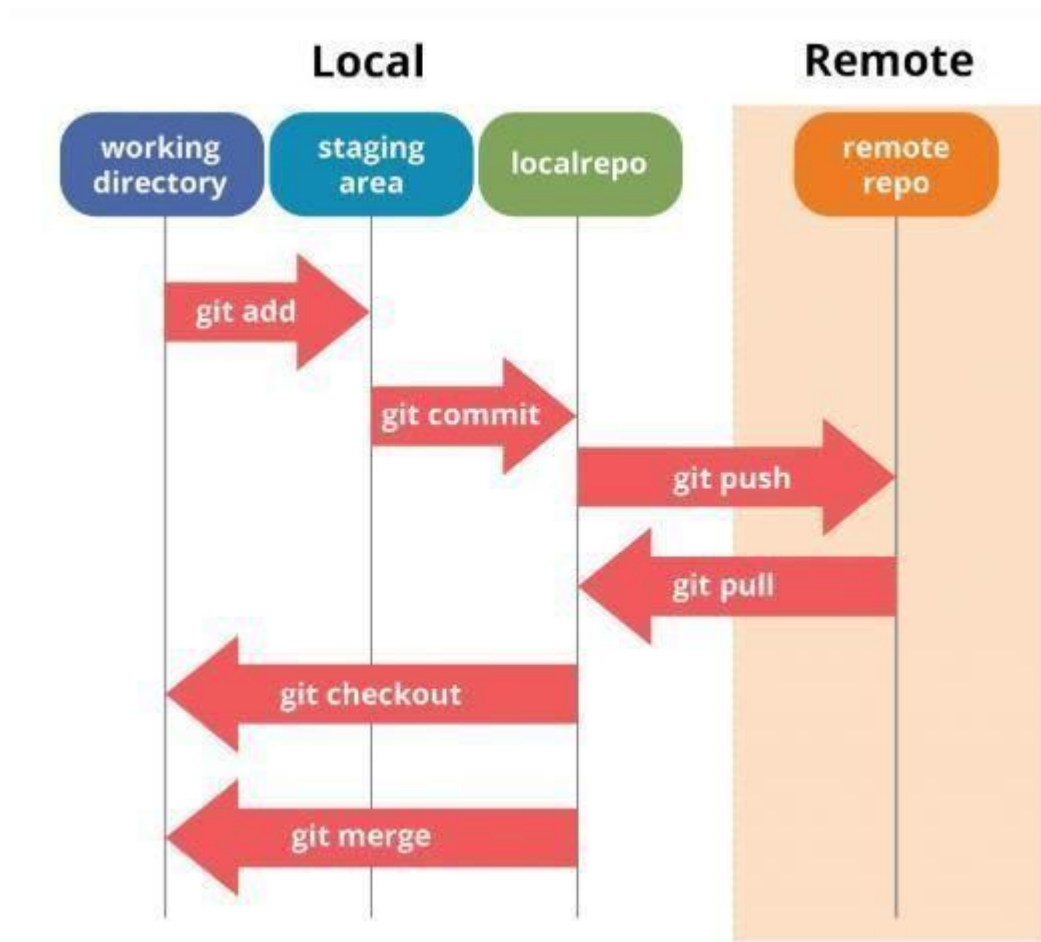 Local
Remote
working
directory
staging
area
localrepo
remote
repo
git add
git commit
git push
git pull
git checkout
git merge